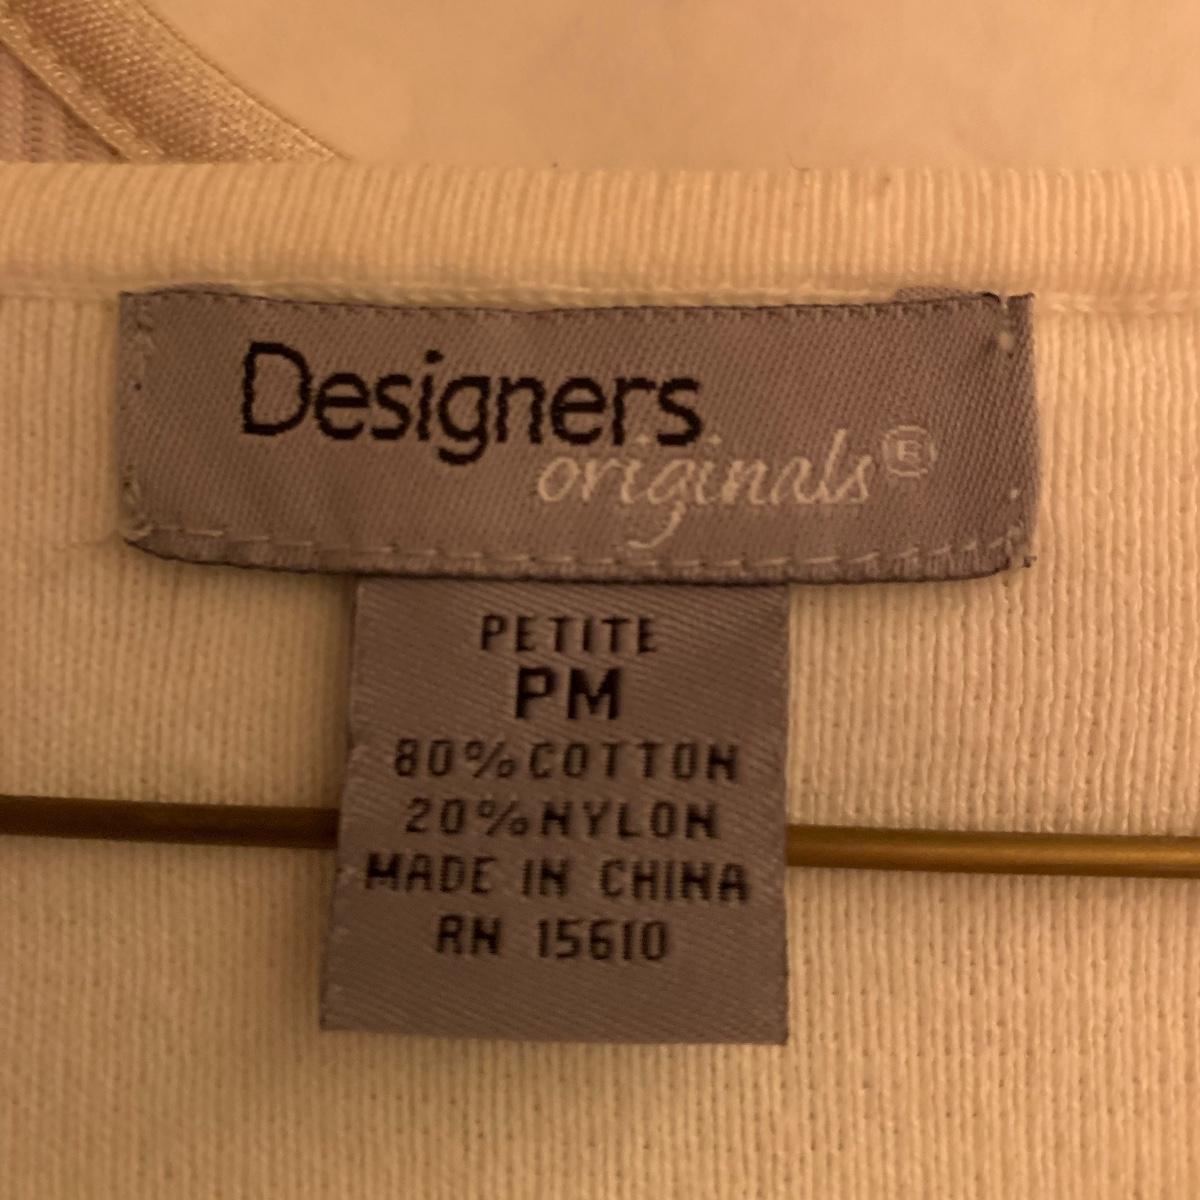 Designers
originals®
PETITE
PM
80% COTTON
20% NYLON
MADE IN CHINA
RN 15610